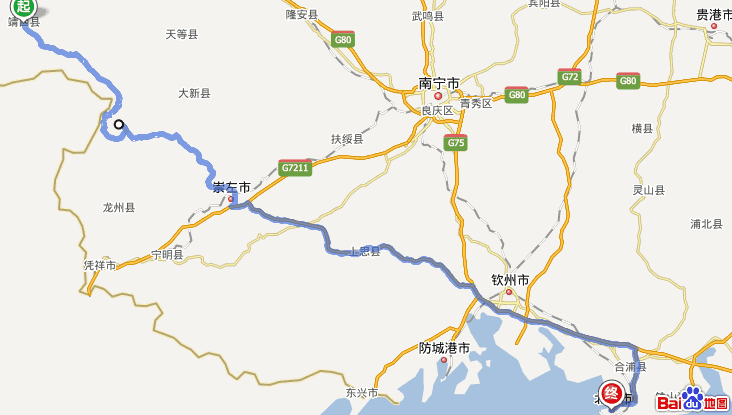 起
靖西县
天等县
隆安县
武鸣县
宾阳县
贵港市
G80
南宁市
G72
G80
G80
大新县
良庆区
青秀区
横县
扶绥县
G75
G7211
崇左市
灵山县
龙州县
浦北县
宁明县
上思县
凭祥市
钦州市
防城港市
合浦县
东兴市
终
Bai du 地图